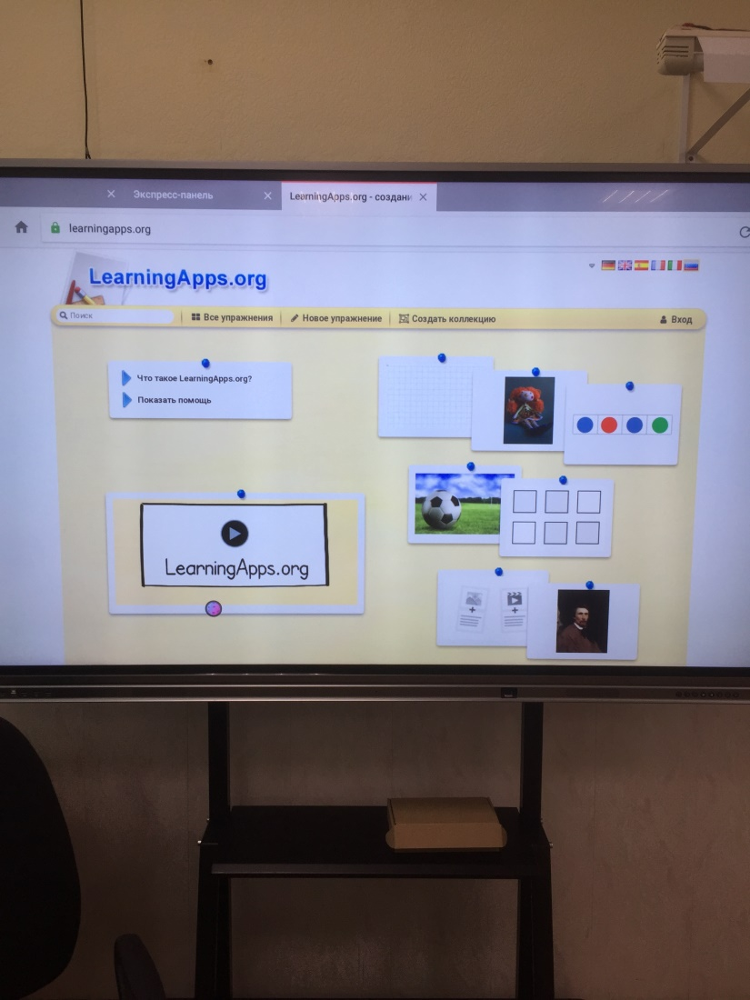 Экспресс-панель
LearningApps.org - создани
learningapps.org
LearningApps.org
Поиск
Все упражнения
Новое упражнение
Создать коллекцию
Вход
Что такое LearningApps.org?
Показать помощь
LearningApps.org